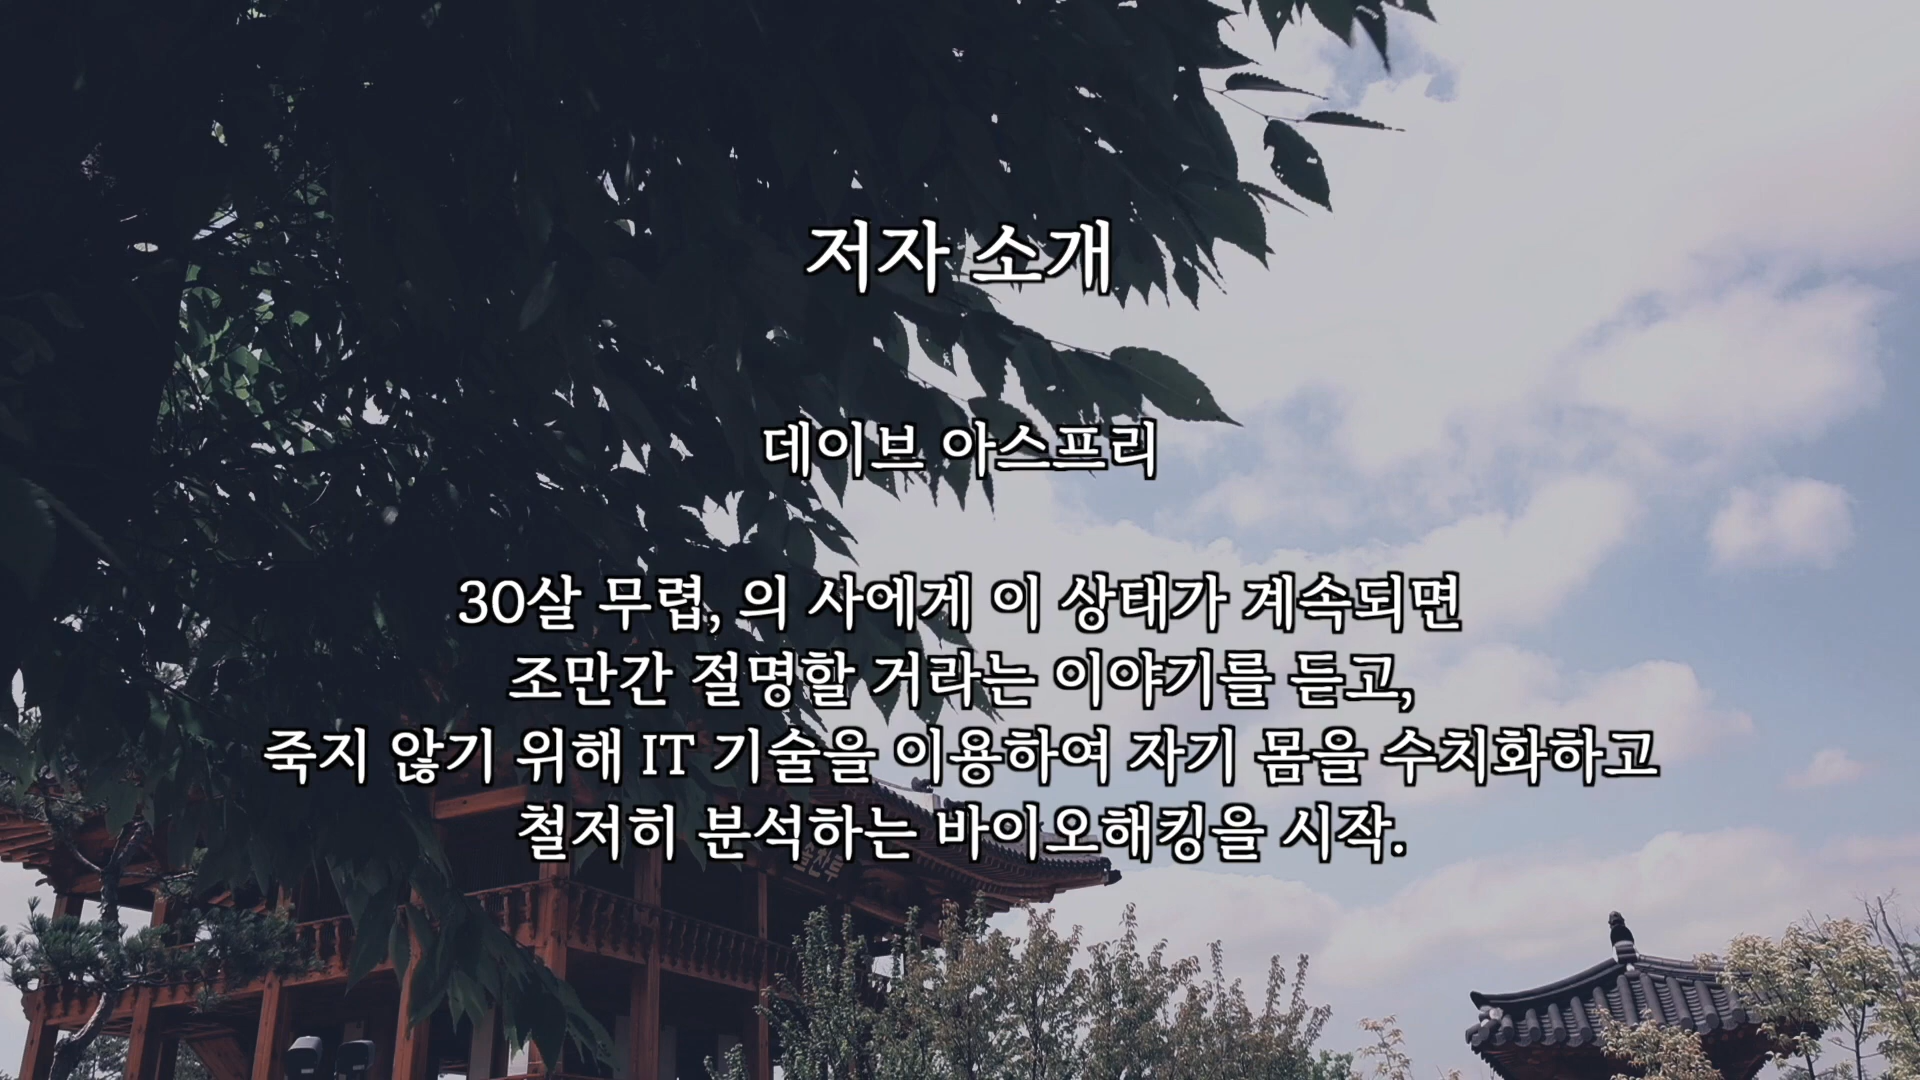 저자 소개
데이브 아스프리
30살 무렵, 의 사에게 이 상태가 계속되면
조만간 절명할 거라는 이야기를 듣고,
죽지 않기 위해 IT 기술을 이용하여 자기 몸을 수치화하고
철저히 분석하는 바이오해킹을 시작.